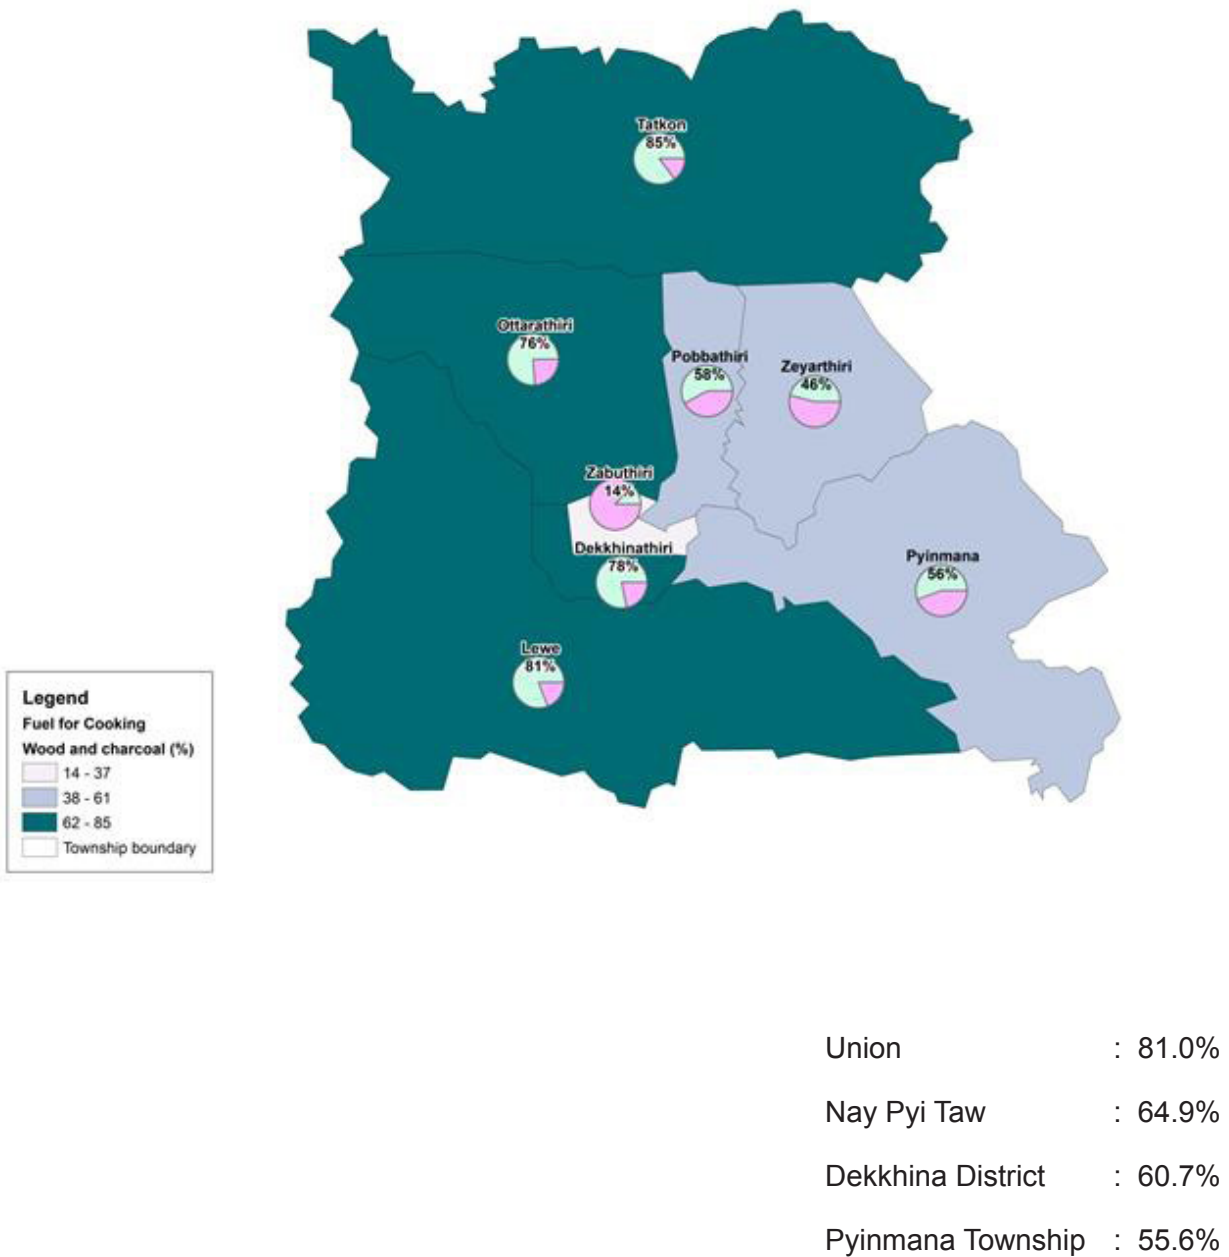 Tatkon
85%
Ottarathiri
76%
Pobbathiri
58%
Zeyarthiri
46%
Zabuthiri
14%
Dekkhinathiri
78%
Pyinmana
56%
Lewe
81%
Legend
Fuel for Cooking
Wood and charcoal (%)
14 - 37
38 - 61
62 - 85
Township boundary
Union : 81.0%
Nay Pyi Taw : 64.9%
Dekkhina District : 60.7%
Pyinmana Township : 55.6%